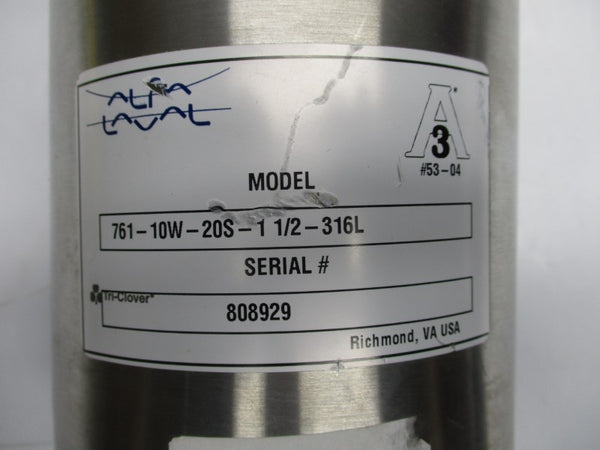 ALFA
LAVAL
A
3
#53-04
MODEL
761-10W-20S-1 1/2-316L
SERIAL #
Tri-Clover®
808929
Richmond, VA USA